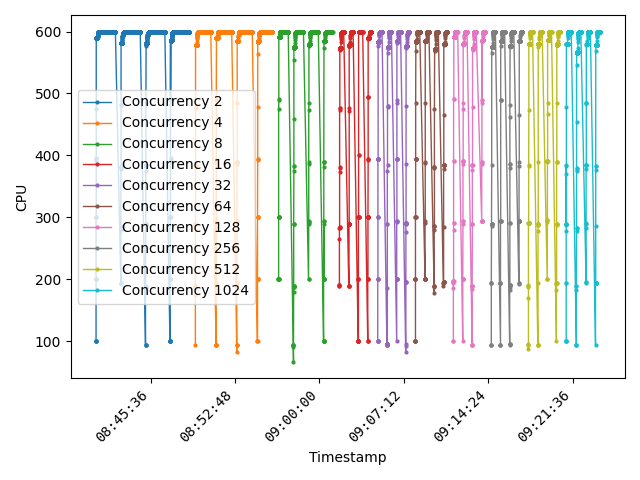 600
500
400
300
200
100
CPU
Concurrency 2
Concurrency 4
Concurrency 8
Concurrency 16
Concurrency 32
Concurrency 64
Concurrency 128
Concurrency 256
Concurrency 512
Concurrency 1024
08:45:36
08:52:48
09:00:00
09:07:12
09:14:24
09:21:36
Timestamp